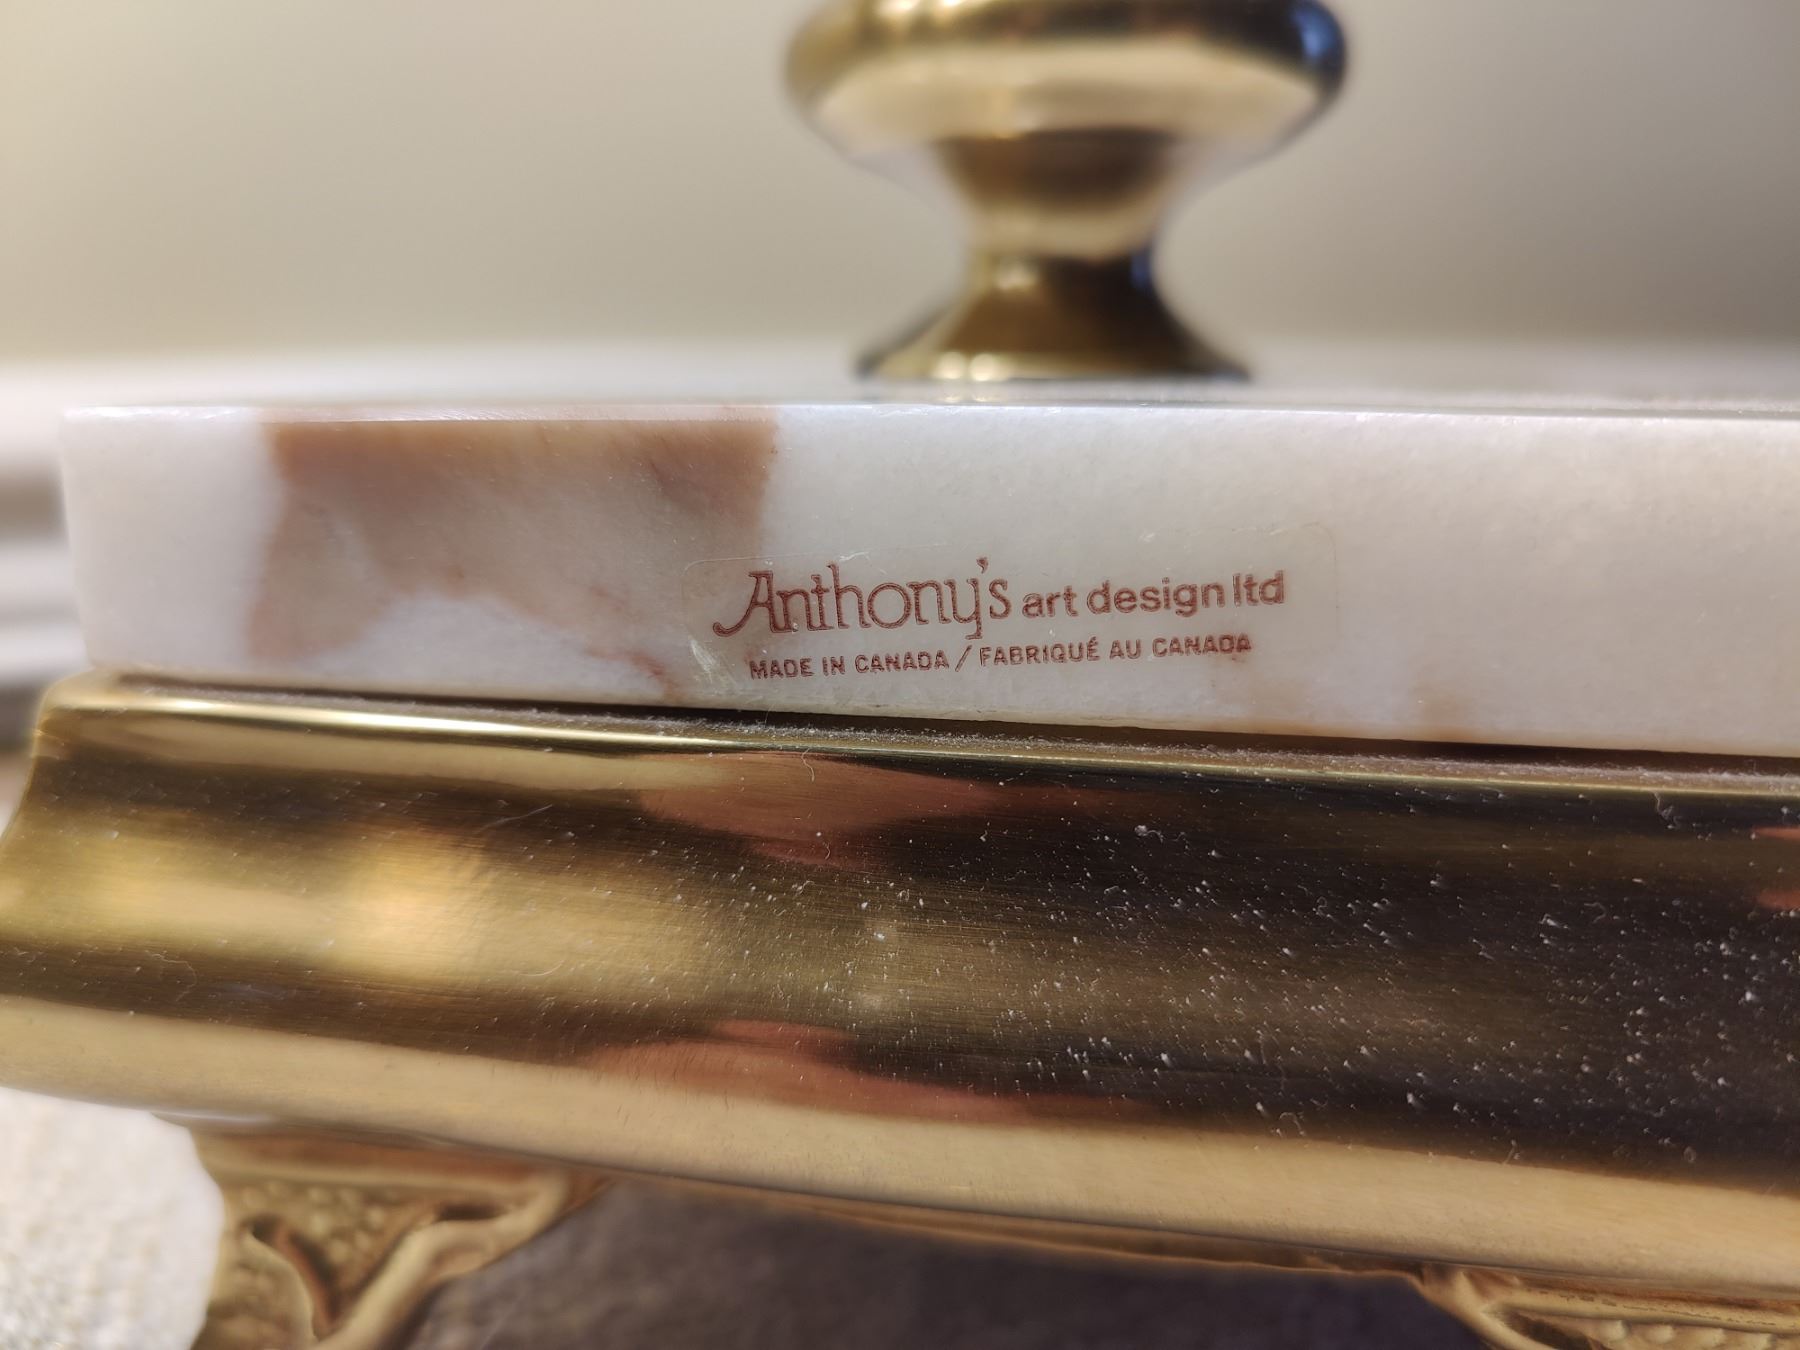 Anthony's art design ltd
MADE IN CANADA / FABRIQUÉ AU CANADA